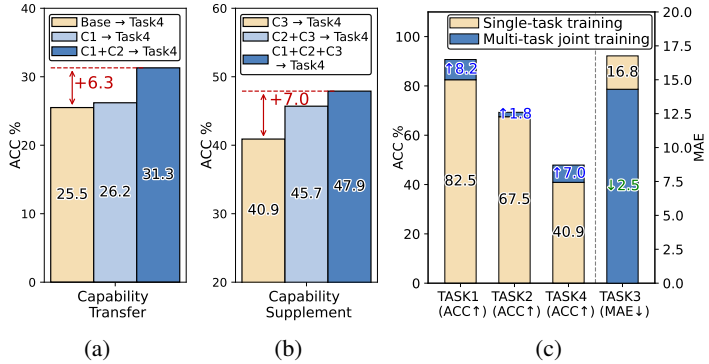 Base → Task4
C1 → Task4
C1+C2 → Task4
+6.3
25.5
26.2
31.3
ACC %
0
10
20
30
40
Capability
Transfer
(a)
C3 → Task4
C2+C3 → Task4
C1+C2+C3
→ Task4
+7.0
40.9
45.7
47.9
ACC %
20
30
40
50
60
Capability
Supplement
(b)
Single-task training
Multi-task joint training
↑8.2
82.5
↑1.8
67.5
↑7.0
40.9
16.8
↓2.5
ACC %
0
20
40
60
80
100
MAE
0.0
2.5
5.0
7.5
10.0
12.5
15.0
17.5
20.0
TASK1
(ACC↑)
TASK2
(ACC↑)
TASK4
(ACC↑)
TASK3
(MAE↓)
(c)